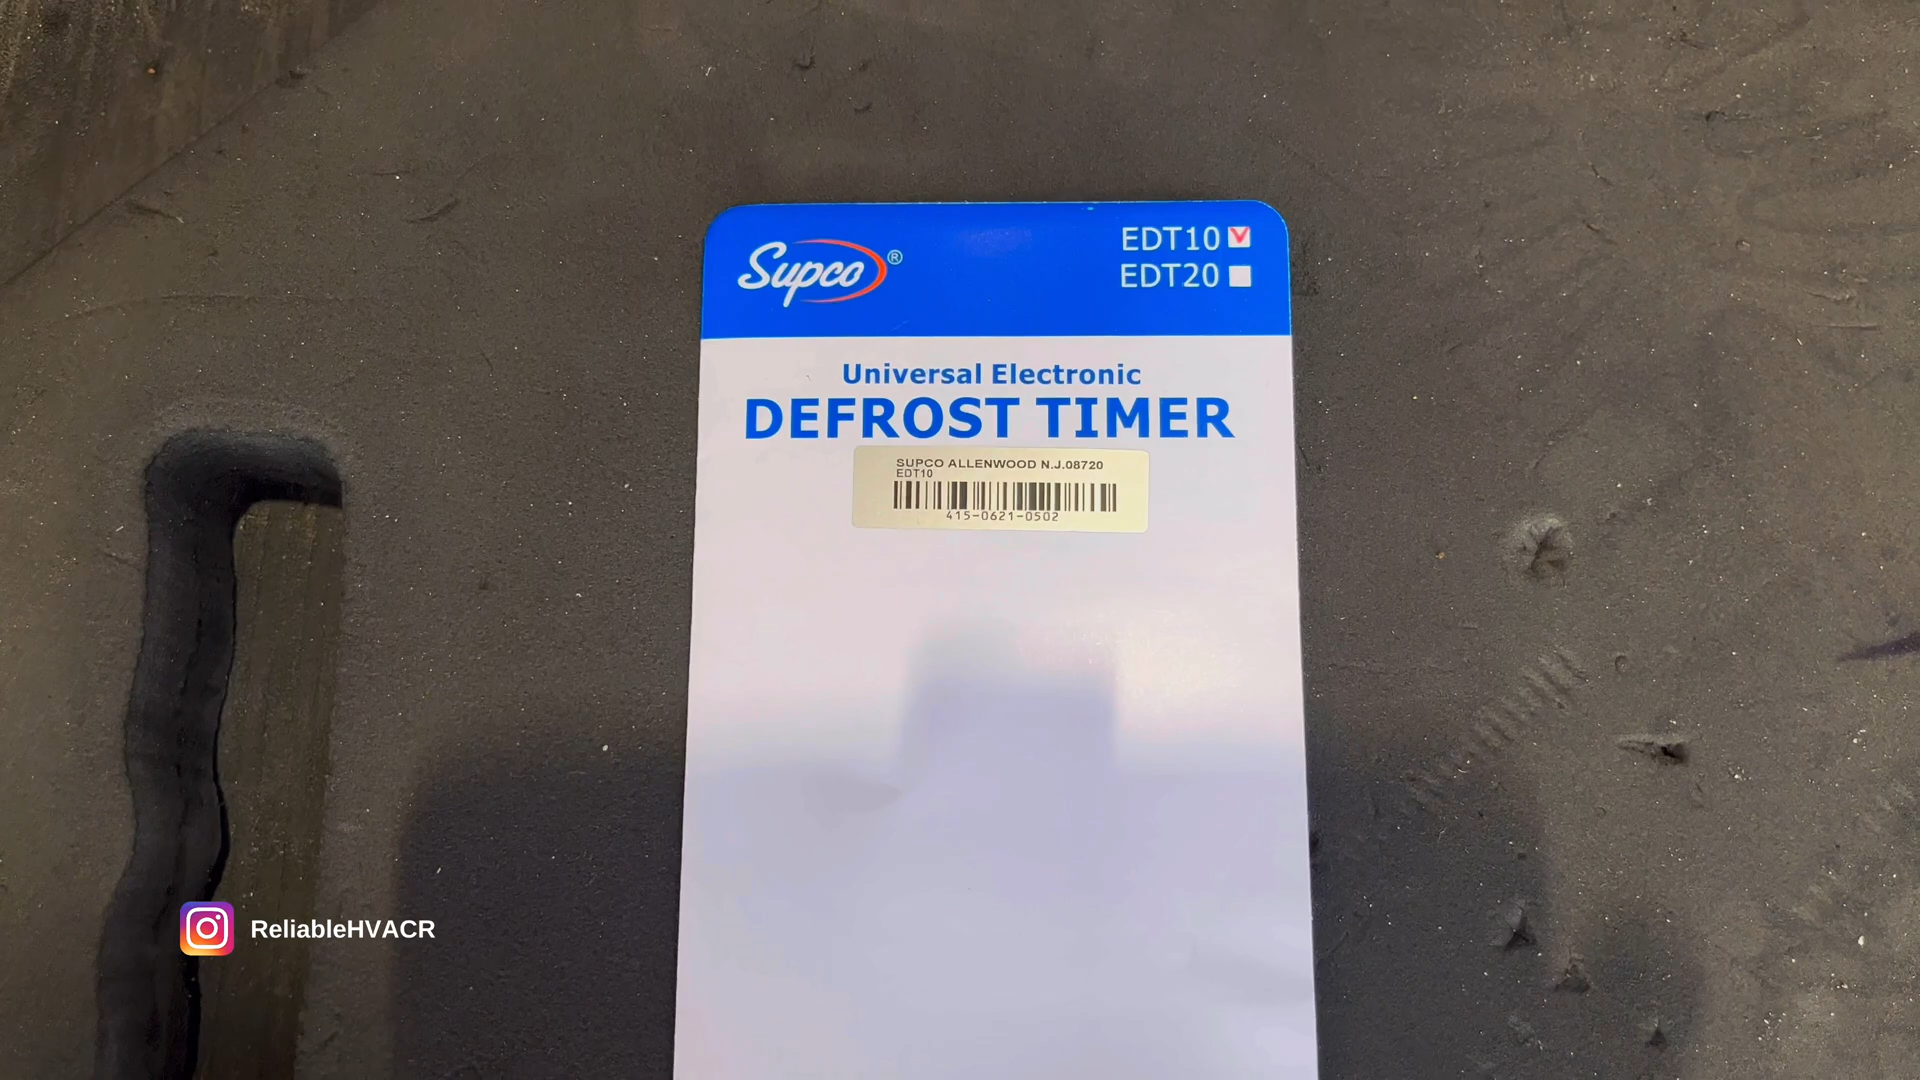 Supco®
EDT10
EDT20
Universal Electronic
DEFROST TIMER
SUPCO ALLENWOOD N.J.08720
EDT10
415-0621-0502
ReliableHVACR